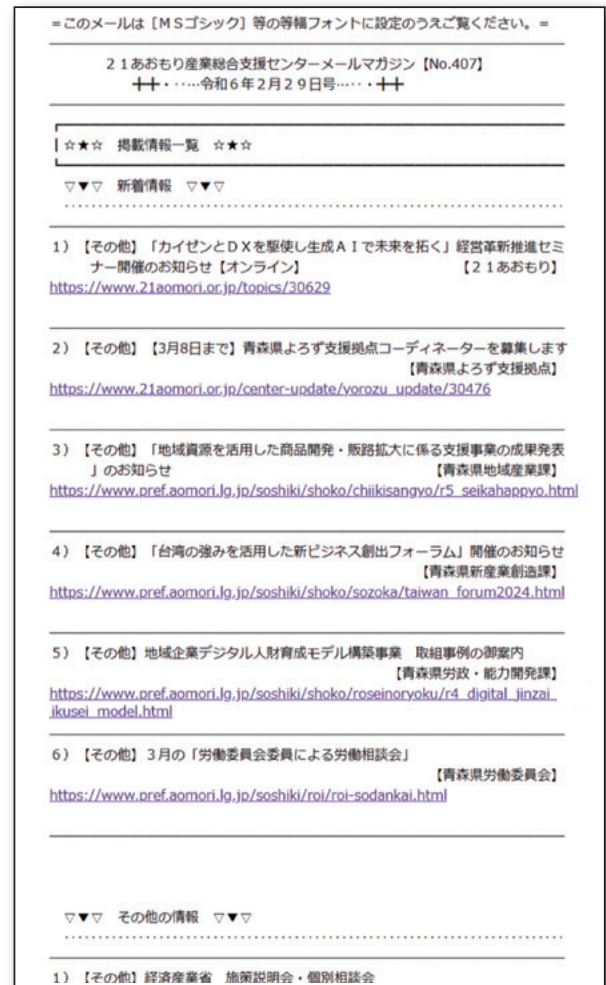 =このメールは［MSゴシック］等の等幅フォントに設定のうえご覧ください。=
２１あおもり産業総合支援センターメールマガジン【No.407】
╋╋・‥…令和６年２月２９日号…‥・╋╋
☆★☆　掲載情報一覧　☆★☆
▽▼▽　新着情報　▽▼▽
１）【その他】「カイゼンとＤＸを駆使し生成ＡＩで未来を拓く」経営革新推進セミ
ナー開催のお知らせ【オンライン】　【２１あおもり】
https://www.21aomori.or.jp/topics/30629
２）【その他】【3月8日まで】青森県よろず支援拠点コーディネーターを募集します
【青森県よろず支援拠点】
https://www.21aomori.or.jp/center-update/yorozu_update/30476
３）【その他】「地域資源を活用した商品開発・販路拡大に係る支援事業の成果発表
」のお知らせ　【青森県地域産業課】
https://www.pref.aomori.lg.jp/soshiki/shoko/chiikisangyo/r5_seikahappyo.html
４）【その他】「台湾の強みを活用した新ビジネス創出フォーラム」開催のお知らせ
【青森県新産業創造課】
https://www.pref.aomori.lg.jp/soshiki/shoko/sozoka/taiwan_forum2024.html
５）【その他】地域企業デジタル人財育成モデル構築事業　取組事例の御案内
【青森県労政・能力開発課】
https://www.pref.aomori.lg.jp/soshiki/shoko/roseinoryoku/r4_digital_jinzai_
ikusei_model.html
６）【その他】３月の「労働委員会委員による労働相談会」
【青森県労働委員会】
https://www.pref.aomori.lg.jp/soshiki/roi/roi-sodankai.html
▽▼▽　その他の情報　▽▼▽
１）【その他】経済産業省　施策説明会・個別相談会